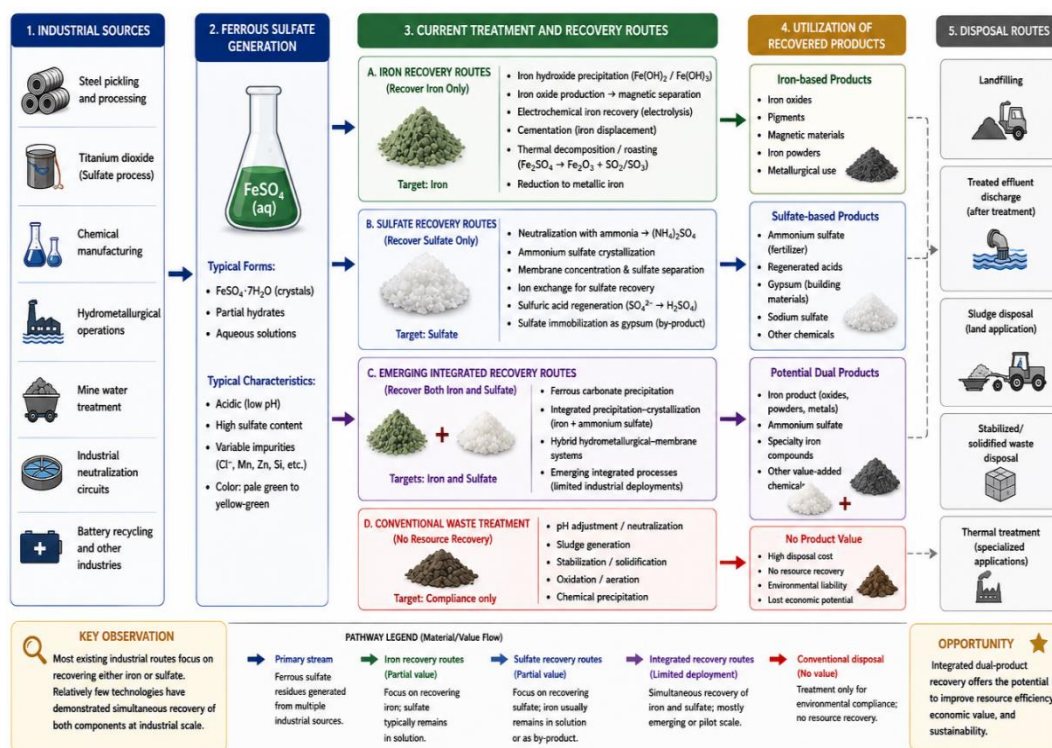 1. INDUSTRIAL SOURCES
Steel pickling
and processing
Titanium dioxide
(Sulfate process)
Chemical
manufacturing
Hydrometallurgical
operations
Mine water
treatment
Industrial
neutralization
circuits
Battery recycling
and other
industries
2. FERROUS SULFATE
GENERATION
FeSO₄
(aq)
Typical Forms:
• FeSO₄·7H₂O (crystals)
• Partial hydrates
• Aqueous solutions
Typical Characteristics:
• Acidic (low pH)
• High sulfate content
• Variable impurities
(Cl⁻, Mn, Zn, Si, etc.)
• Color: pale green to
yellow-green
3. CURRENT TREATMENT AND RECOVERY ROUTES
A. IRON RECOVERY ROUTES
(Recover Iron Only)
Target: Iron
• Iron hydroxide precipitation (Fe(OH)₂ / Fe(OH)₃)
• Iron oxide production → magnetic separation
• Electrochemical iron recovery (electrolysis)
• Cementation (iron displacement)
• Thermal decomposition / roasting
(Fe₂SO₄ → Fe₂O₃ + SO₂/SO₃)
• Reduction to metallic iron
B. SULFATE RECOVERY ROUTES
(Recover Sulfate Only)
Target: Sulfate
• Neutralization with ammonia → (NH₄)₂SO₄
• Ammonium sulfate crystallization
• Membrane concentration & sulfate separation
• Ion exchange for sulfate recovery
• Sulfuric acid regeneration (SO₄²⁻ → H₂SO₄)
• Sulfate immobilization as gypsum (by-product)
C. EMERGING INTEGRATED RECOVERY ROUTES
(Recover Both Iron and Sulfate)
+
Targets: Iron and Sulfate
• Ferrous carbonate precipitation
• Integrated precipitation–crystallization
(iron + ammonium sulfate)
• Hybrid hydrometallurgical–membrane
systems
• Emerging integrated processes
(limited industrial deployments)
D. CONVENTIONAL WASTE TREATMENT
(No Resource Recovery)
Target: Compliance only
• pH adjustment / neutralization
• Sludge generation
• Stabilization / solidification
• Oxidation / aeration
• Chemical precipitation
4. UTILIZATION OF
RECOVERED PRODUCTS
Iron-based Products
• Iron oxides
• Pigments
• Magnetic materials
• Iron powders
• Metallurgical use
Sulfate-based Products
• Ammonium sulfate
(fertilizer)
• Regenerated acids
• Gypsum (building
materials)
• Sodium sulfate
• Other chemicals
Potential Dual Products
• Iron product (oxides,
powders, metals)
• Ammonium sulfate
• Specialty iron
compounds
• Other value-added
chemicals
+
No Product Value
• High disposal cost
• No resource recovery
• Environmental liability
• Lost economic potential
5. DISPOSAL ROUTES
Landfilling
Treated effluent
discharge
(after treatment)
Sludge disposal
(land application)
Stabilized/
solidified waste
disposal
Thermal treatment
(specialized
applications)
KEY OBSERVATION
Most existing industrial routes focus on
recovering either iron or sulfate.
Relatively few technologies have
demonstrated simultaneous recovery of
both components at industrial scale.
PATHWAY LEGEND (Material/Value Flow)
Primary stream
Ferrous sulfate
residues generated
from multiple
industrial sources.
Iron recovery routes
(Partial value)
Focus on recovering
iron; sulfate
typically remains
in solution.
Sulfate recovery routes
(Partial value)
Focus on recovering
sulfate; iron usually
remains in solution
or as by-product.
Integrated recovery routes
(Limited deployment)
Simultaneous recovery of
iron and sulfate; mostly
emerging or pilot scale.
Conventional disposal
(No value)
Treatment only for
environmental compliance;
no resource recovery.
OPPORTUNITY
Integrated dual-product
recovery offers the potential
to improve resource efficiency,
economic value, and
sustainability.